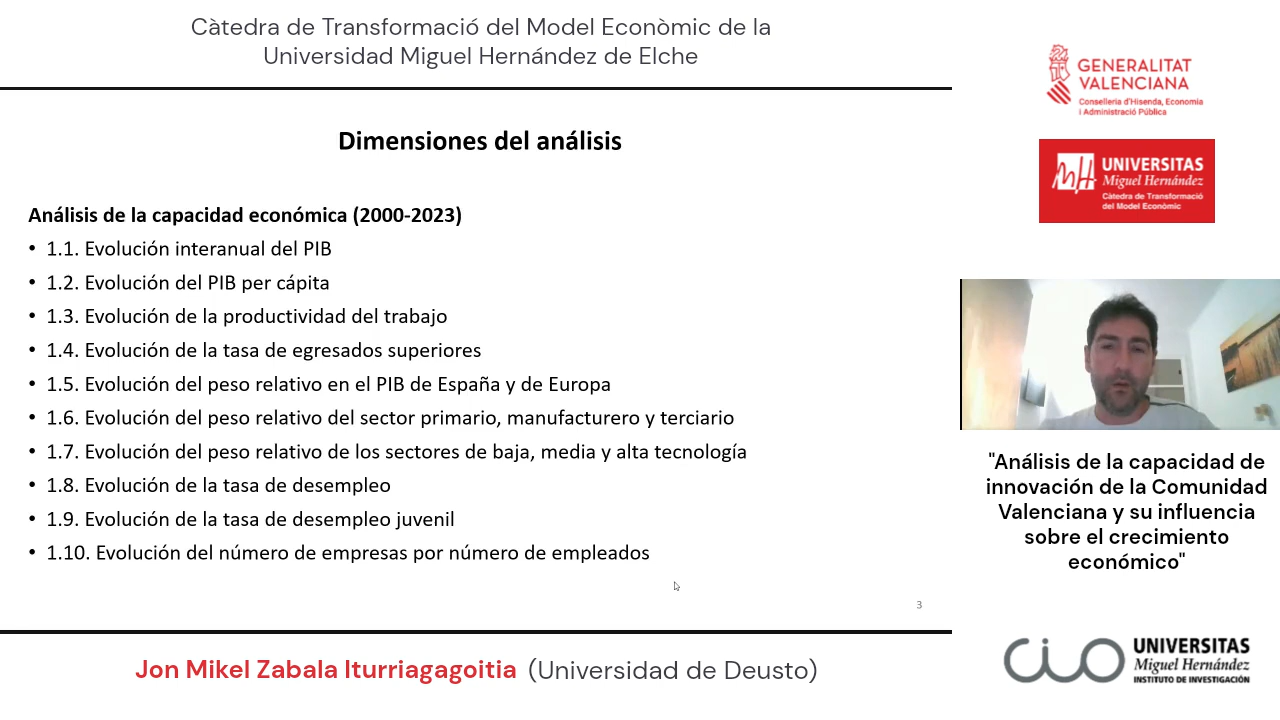 Càtedra de Transformació del Model Econòmic de la
Universidad Miguel Hernández de Elche
Dimensiones del análisis
Análisis de la capacidad económica (2000-2023)
• 1.1. Evolución interanual del PIB
• 1.2. Evolución del PIB per cápita
• 1.3. Evolución de la productividad del trabajo
• 1.4. Evolución de la tasa de egresados superiores
• 1.5. Evolución del peso relativo en el PIB de España y de Europa
• 1.6. Evolución del peso relativo del sector primario, manufacturero y terciario
• 1.7. Evolución del peso relativo de los sectores de baja, media y alta tecnología
• 1.8. Evolución de la tasa de desempleo
• 1.9. Evolución de la tasa de desempleo juvenil
• 1.10. Evolución del número de empresas por número de empleados
3
Jon Mikel Zabala Iturriagagoitia (Universidad de Deusto)
GENERALITAT
VALENCIANA
Conselleria d'Hisenda, Economia
i Administració Pública
UNIVERSITAS
Miguel Hernández
Càtedra de Transformació
del Model Econòmic
"Análisis de la capacidad de
innovación de la Comunidad
Valenciana y su influencia
sobre el crecimiento
económico"
CIO
UNIVERSITAS
Miguel Hernández
INSTITUTO DE INVESTIGACIÓN